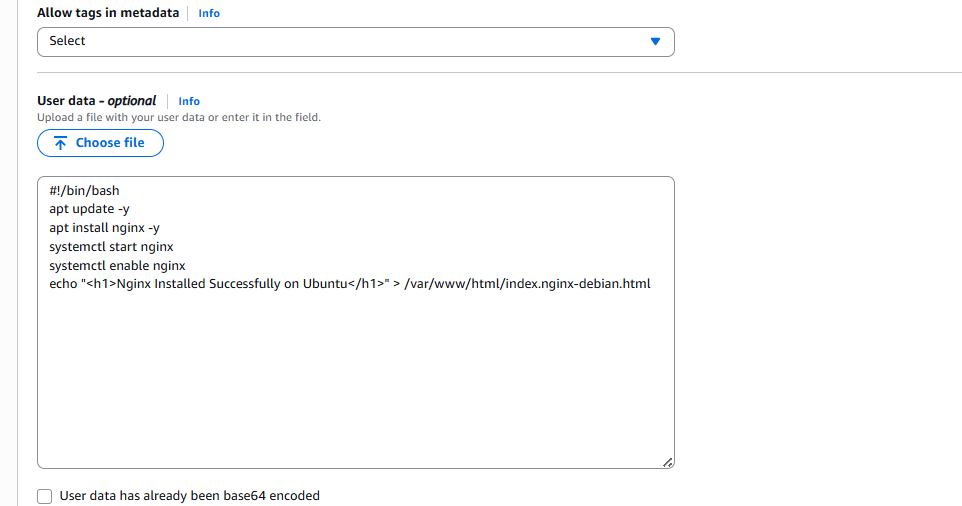 Allow tags in metadata Info
Select
User data - optional Info
Upload a file with your user data or enter it in the field.
Choose file
#!/bin/bash
apt update -y
apt install nginx -y
systemctl start nginx
systemctl enable nginx
echo "<h1>Nginx Installed Successfully on Ubuntu</h1>" > /var/www/html/index.nginx-debian.html
User data has already been base64 encoded